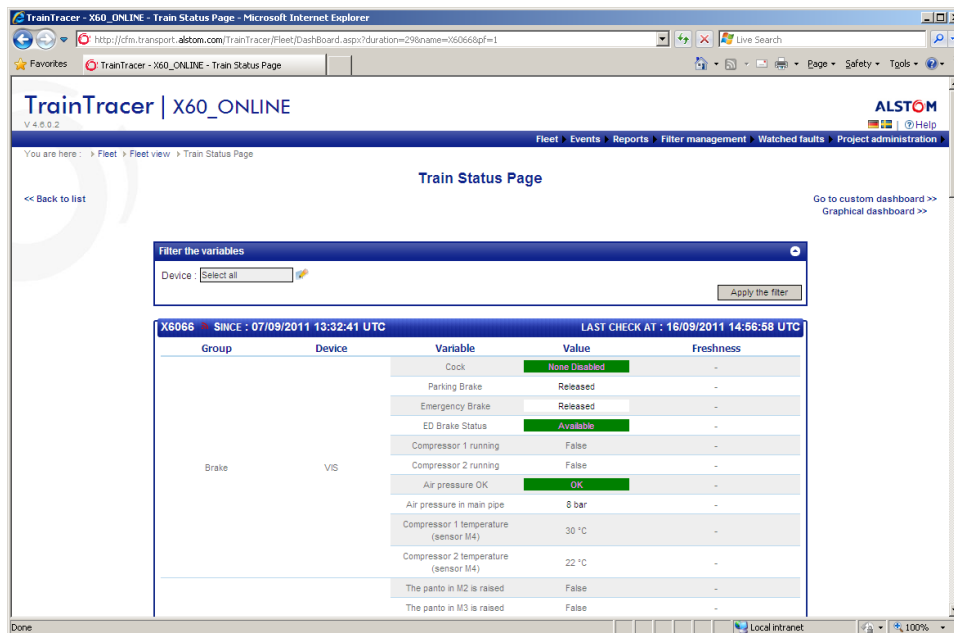 TrainTracer - X60_ONLINE - Train Status Page - Microsoft Internet Explorer
http://cfm.transport.alstom.com/TrainTracer/Fleet/DashBoard.aspx?duration=29&name=X6066&pf=1
Live Search
Favorites TrainTracer - X60_ONLINE - Train Status Page Page Safety Tools
TrainTracer | X60_ONLINE
ALSTOM
V 4.6.0.2
| Help
Fleet Events Reports Filter management Watched faults Project administration
You are here : Fleet Fleet view Train Status Page
Train Status Page
<< Back to list
Go to custom dashboard >>
Graphical dashboard >>
Filter the variables
Device : Select all
Apply the filter
X6066 SINCE : 07/09/2011 13:32:41 UTC LAST CHECK AT : 16/09/2011 14:56:58 UTC
Group Device Variable Value Freshness
Cock None Disabled -
Parking Brake Released -
Emergency Brake Released -
ED Brake Status Available -
Compressor 1 running False -
Brake VIS Compressor 2 running False -
Air pressure OK OK -
Air pressure in main pipe 8 bar -
Compressor 1 temperature
(sensor M4) 30 °C -
Compressor 2 temperature
(sensor M4) 22 °C -
The panto in M2 is raised False -
The panto in M3 is raised False -
Done Local intranet 100%